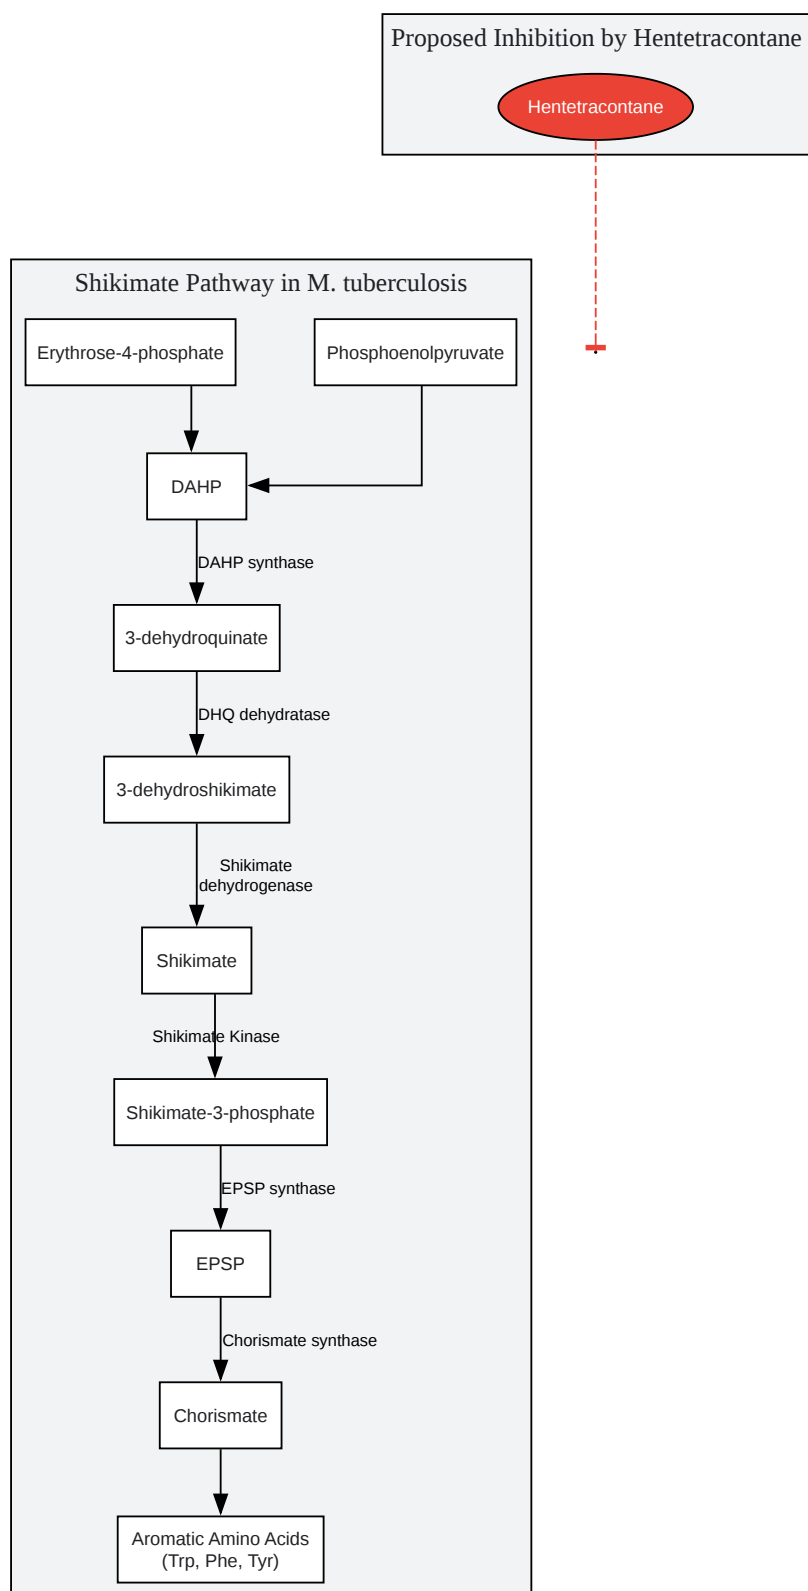 Proposed Inhibition by Hentetracontane
Hentetracontane
Shikimate Pathway in M. tuberculosis
Erythrose-4-phosphate
Phosphoenolpyruvate
DAHP
DAHP synthase
3-dehydroquinate
DHQ dehydratase
3-dehydroshikimate
Shikimate
dehydrogenase
Shikimate
Shikimate Kinase
Shikimate-3-phosphate
EPSP synthase
EPSP
Chorismate synthase
Chorismate
Aromatic Amino Acids
(Trp, Phe, Tyr)